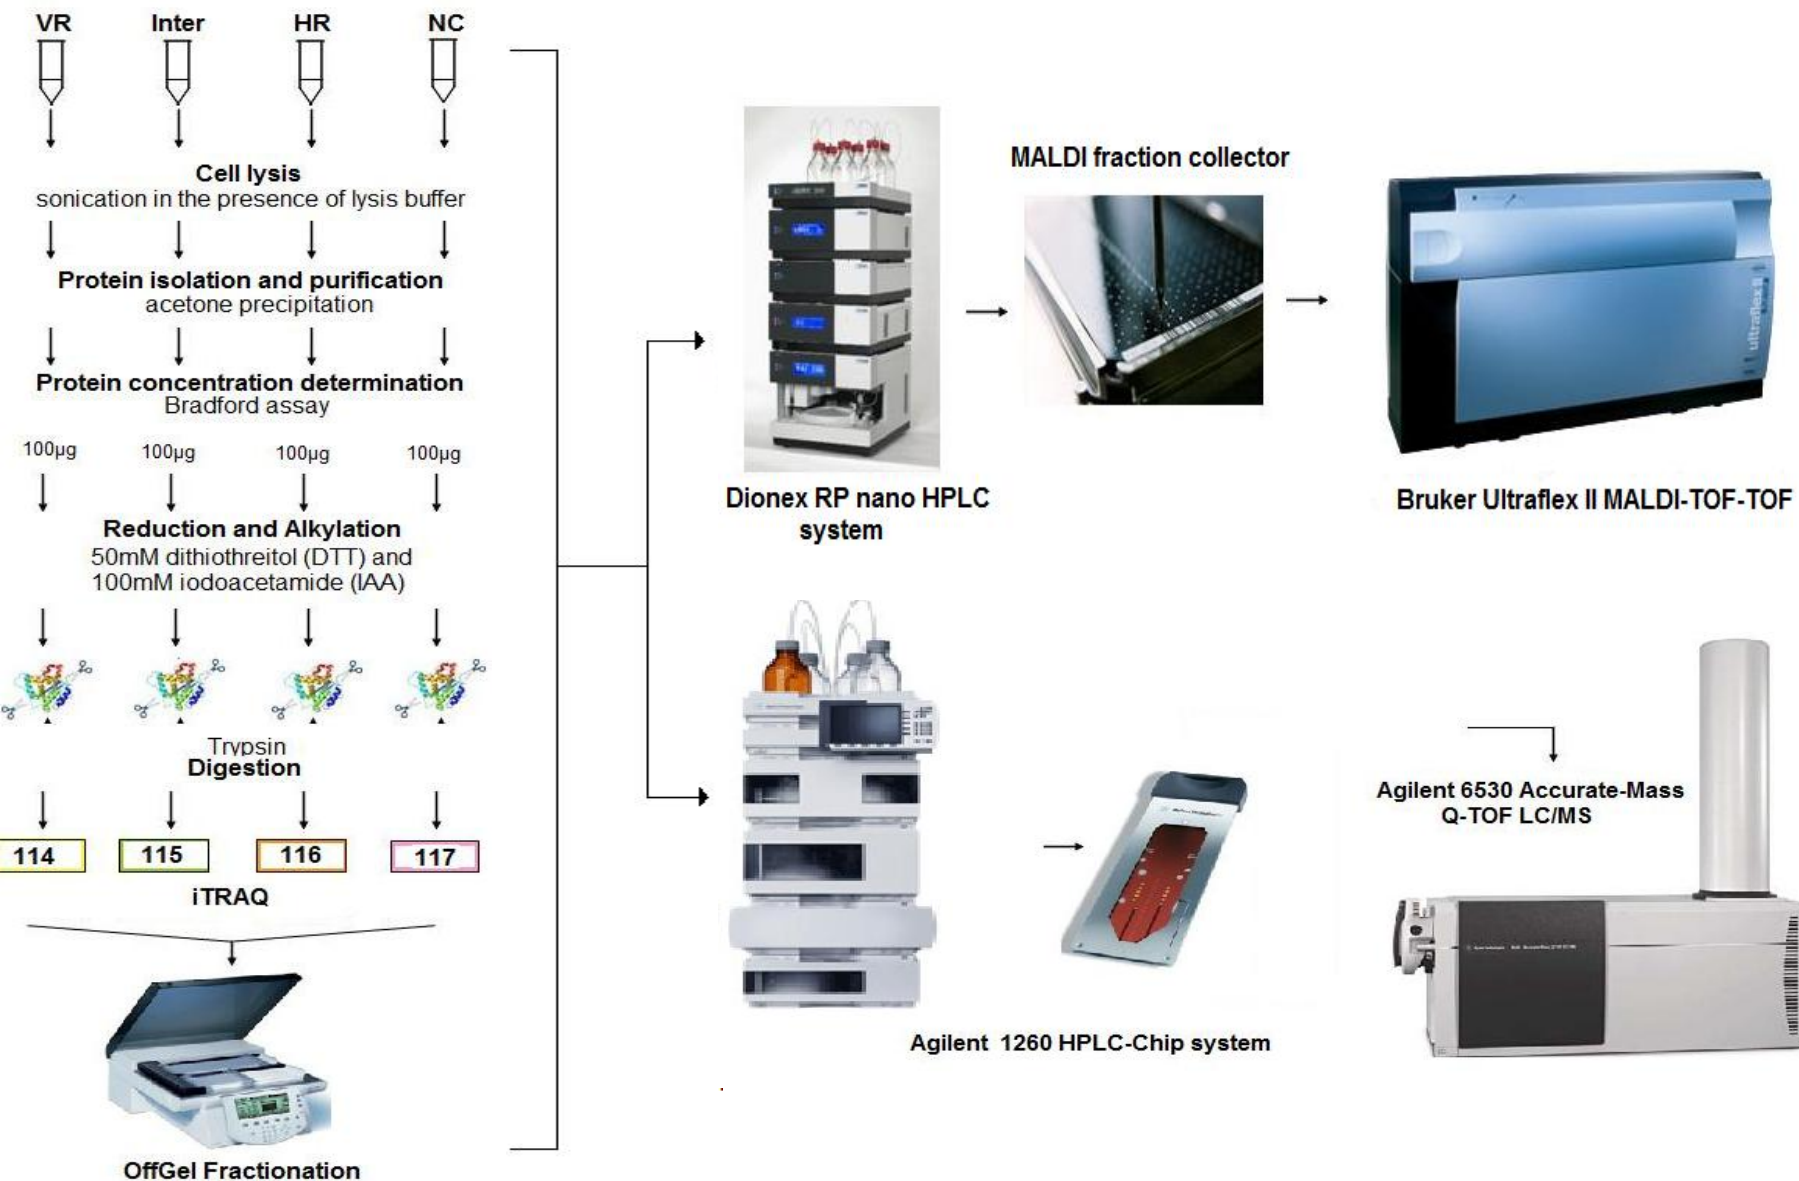 VR Inter HR NC
Cell lysis
sonication in the presence of lysis buffer
Protein isolation and purification
acetone precipitation
Protein concentration determination
Bradford assay
100µg 100µg 100µg 100µg
Reduction and Alkylation
50mM dithiothreitol (DTT) and
100mM iodoacetamide (IAA)
Trypsin
Digestion
114 115 116 117
iTRAQ
OffGel Fractionation
Dionex RP nano HPLC
system
MALDI fraction collector
ultraflex II
Bruker Ultraflex II MALDI-TOF-TOF
Agilent 1260 HPLC-Chip system
Agilent 6530 Accurate-Mass
Q-TOF LC/MS